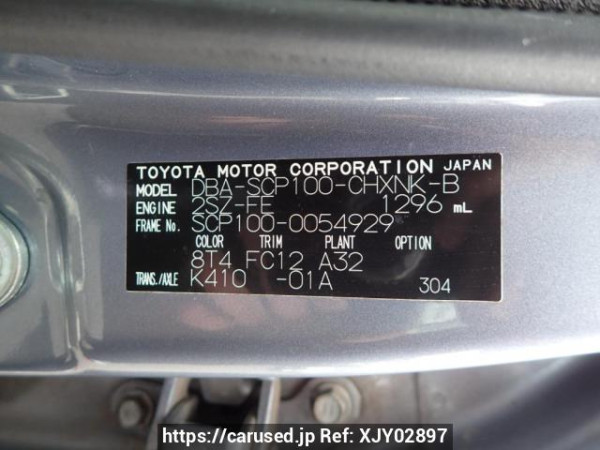 TOYOTA MOTOR CORPORATION JAPAN
MODEL DBA-SCP100-CHXNK-B
ENGINE 2SZ-FE 1296 mL
FRAME No. SCP100-0054929
COLOR TRIM PLANT OPTION
8T4 FC12 A32
TRANS./AXLE K410 -01A 304
https://carused.jp Ref: XJY02897